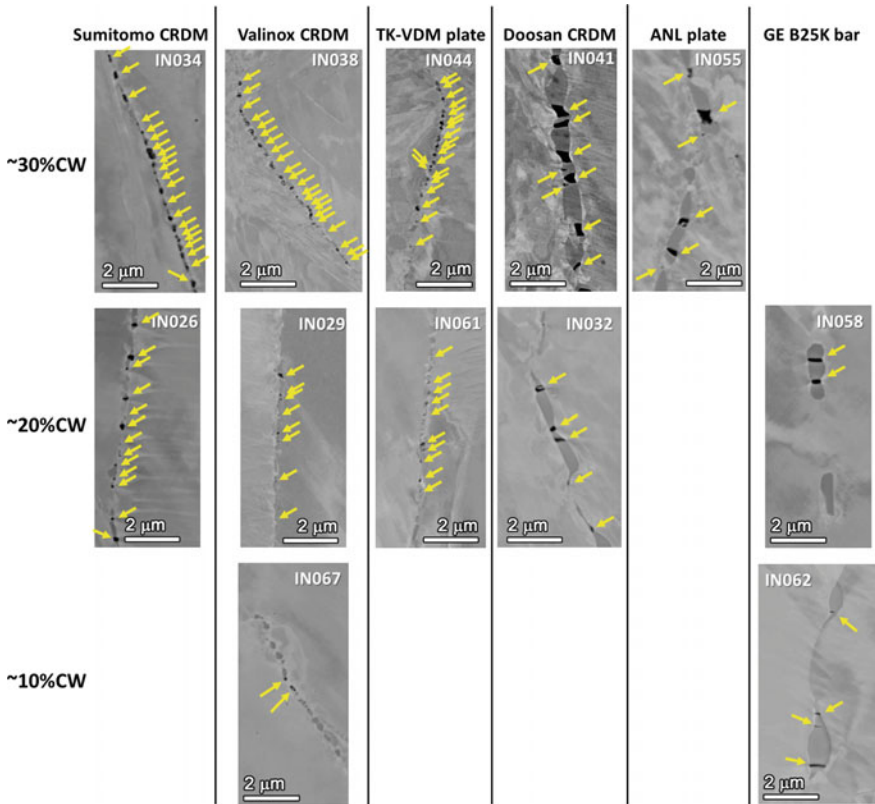 Sumitomo CRDM Valinox CRDM TK-VDM plate Doosan CRDM ANL plate GE B25K bar
IN034 IN038 IN044 IN041 IN055
~30%CW
2 μm 2 μm 2 μm 2 μm 2 μm
IN026 IN029 IN061 IN032 IN058
~20%CW
2 μm 2 μm 2 μm 2 μm 2 μm
IN067 IN062
~10%CW
2 μm 2 μm